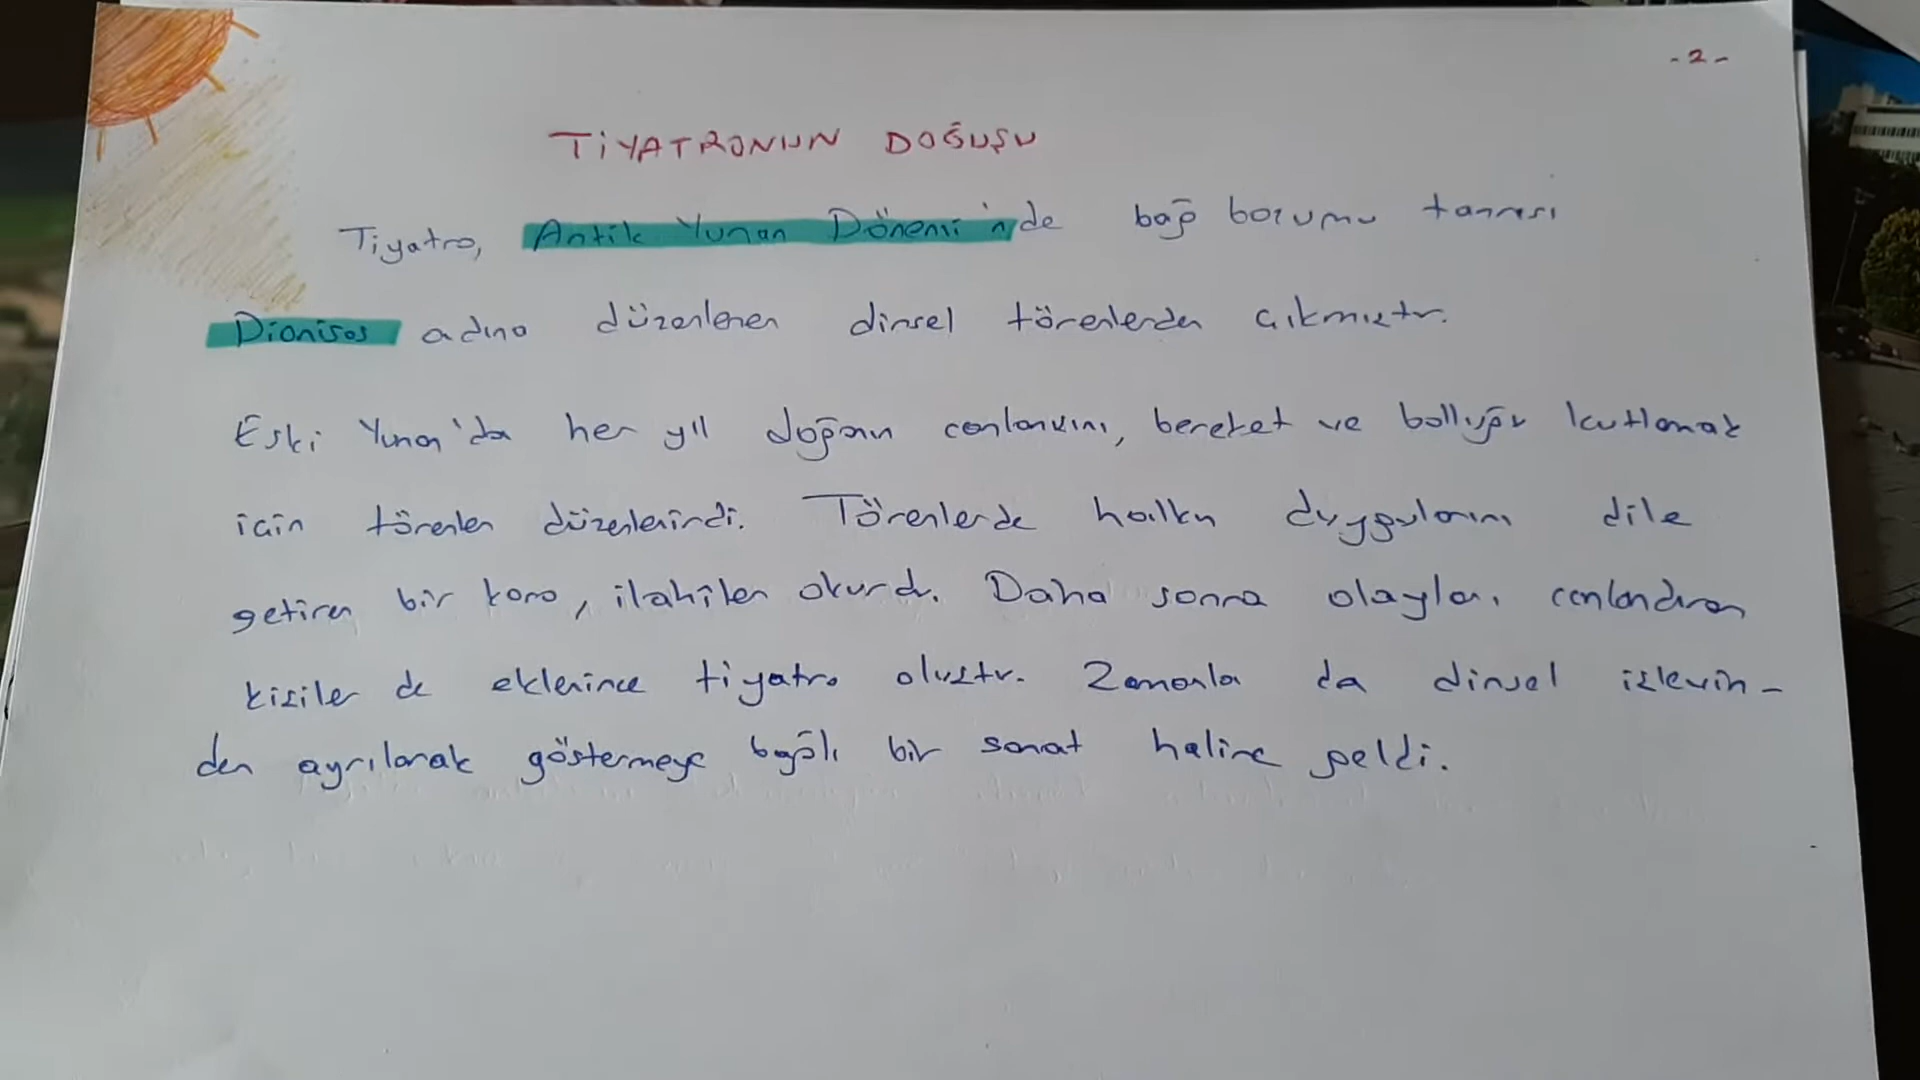 -2-
TİYATRONUN DOĞUŞU
Tiyatro, Antik Yunan Dönemi'nde bağ bozumu tanrısı
Dionisos adına düzenlenen dinsel törenlerden çıkmıştır.
Eski Yunan'da her yıl doğanın canlanışını, bereket ve bolluğu kutlamak
için törenler düzenlenirdi. Törenlerde halkın duygularını dile
getiren bir koro, ilahiler okurdu. Daha sonra olayları canlandıran
kişiler de eklenince tiyatro oluştu. Zamanla da dinsel işlevin-
den ayrılarak göstermeye bağlı bir sanat haline geldi.